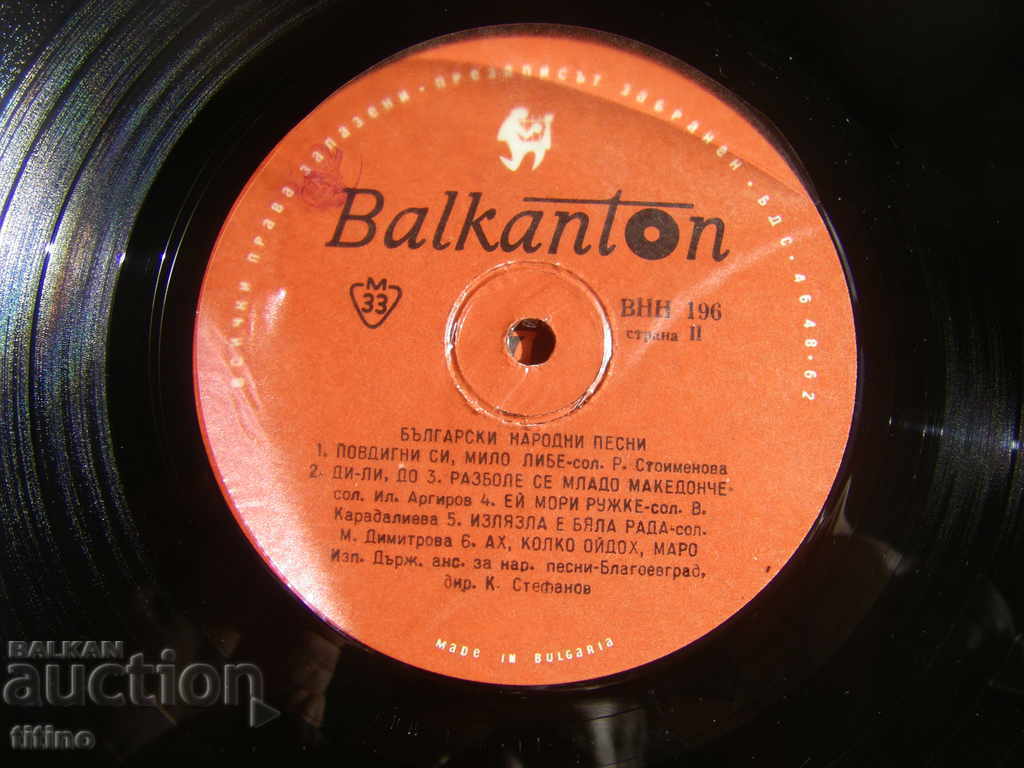 ВСИЧКИ ПРАВА ЗАПАЗЕНИ · ПРЕЗАПИСЪТ ЗАБРАНЕН · БДС · 4648 · 62
Balkanton
М
33
ВНН 196
страна II
БЪЛГАРСКИ НАРОДНИ ПЕСНИ
1. ПОВДИГНИ СИ, МИЛО ЛИБЕ-сол. Р. Стоименова
2. ДИ-ЛИ, ДО 3. РАЗБОЛЕ СЕ МЛАДО МАКЕДОНЧЕ-
сол. Ил. Аргиров 4. ЕЙ МОРИ РУЖКЕ-сол. В.
Карадалиева 5. ИЗЛЯЗЛА Е БЯЛА РАДА-сол.
М. Димитрова 6. АХ, КОЛКО ОЙДОХ, МАРО
Изп. Държ. анс. за нар. песни-Благоевград,
дир. К. Стефанов
MADE IN BULGARIA
BALKAN
auction
titino